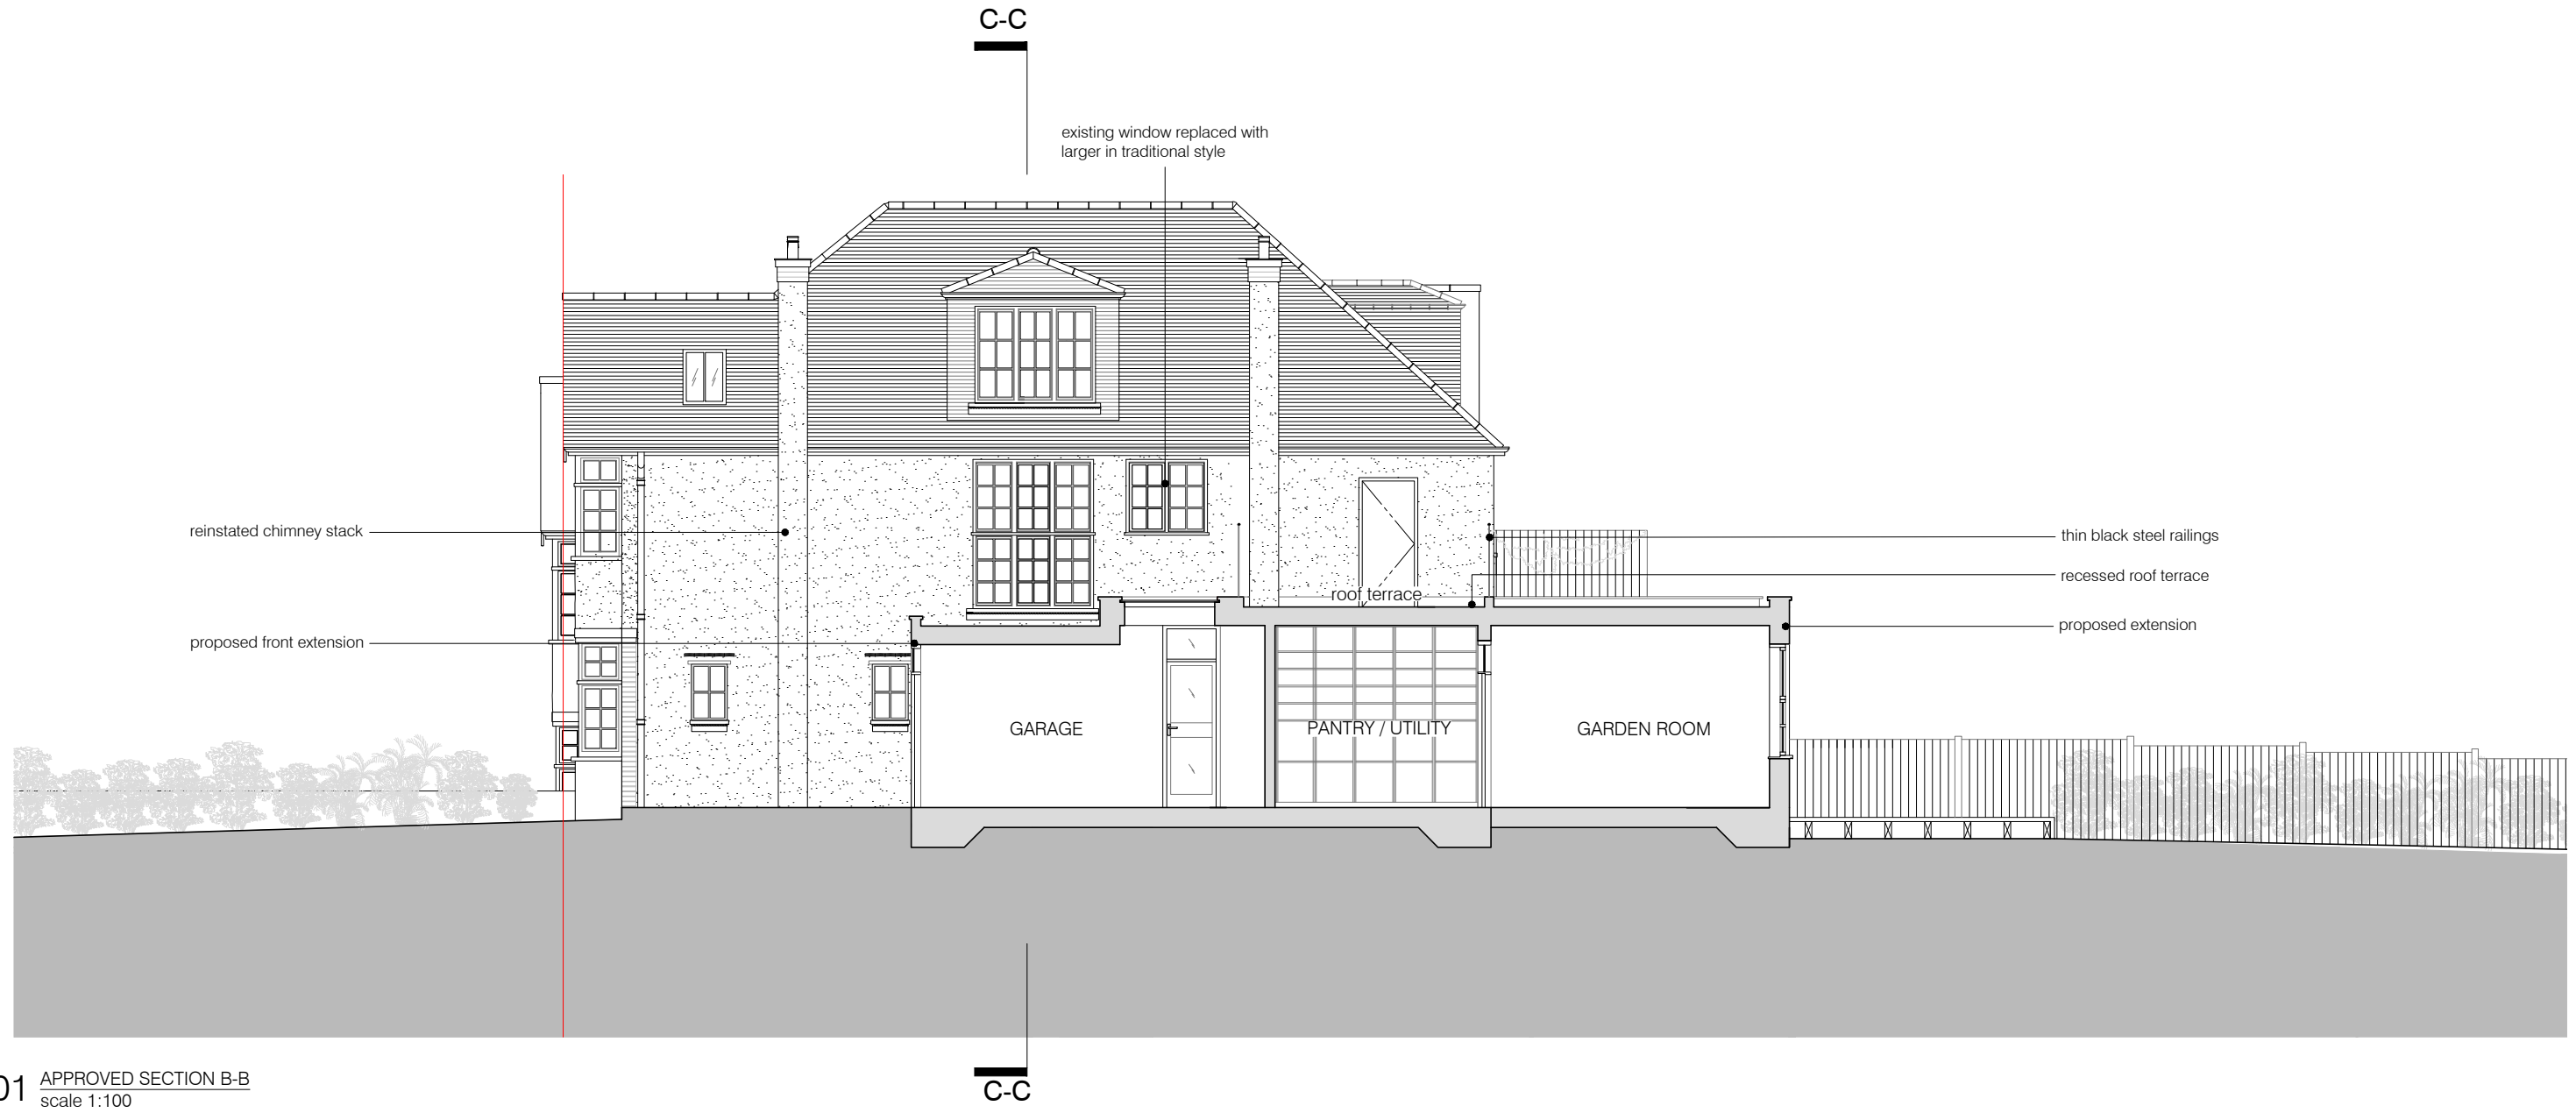 C-C
existing window replaced with
larger in traditional style
reinstated chimney stack
thin black steel railings
recessed roof terrace
roof terrace
proposed extension
proposed front extension
GARAGE
PANTRY / UTILITY
GARDEN ROOM
C-C
01 APPROVED SECTION B-B
scale 1:100